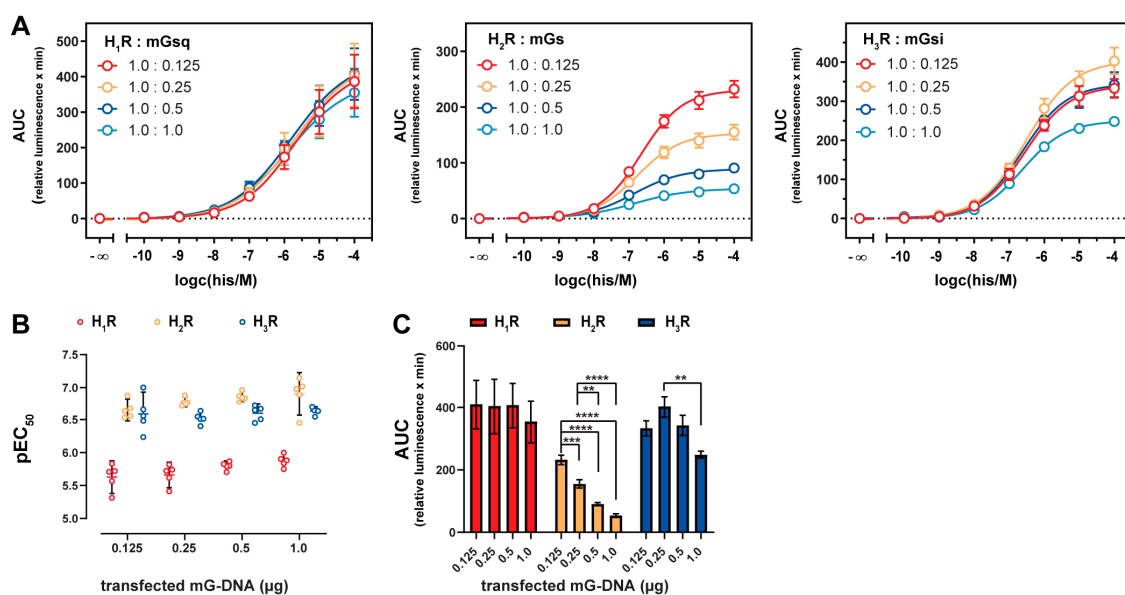 A
H1R : mGsq
1.0 : 0.125
1.0 : 0.25
1.0 : 0.5
1.0 : 1.0
AUC
(relative luminescence x min)
500
400
300
200
100
0
-∞ -10 -9 -8 -7 -6 -5 -4
logc(his/M)
H2R : mGs
1.0 : 0.125
1.0 : 0.25
1.0 : 0.5
1.0 : 1.0
AUC
(relative luminescence x min)
300
200
100
0
-∞ -10 -9 -8 -7 -6 -5 -4
logc(his/M)
H3R : mGsi
1.0 : 0.125
1.0 : 0.25
1.0 : 0.5
1.0 : 1.0
AUC
(relative luminescence x min)
400
300
200
100
0
-∞ -10 -9 -8 -7 -6 -5 -4
logc(his/M)
B
H1R H2R H3R
pEC50
7.5
7.0
6.5
6.0
5.5
5.0
0.125 0.25 0.5 1.0
transfected mG-DNA (µg)
C
H1R H2R H3R
AUC
(relative luminescence x min)
600
400
200
0
****
**
****
****
***
**
0.125 0.25 0.5 1.0 0.125 0.25 0.5 1.0 0.125 0.25 0.5 1.0
transfected mG-DNA (µg)